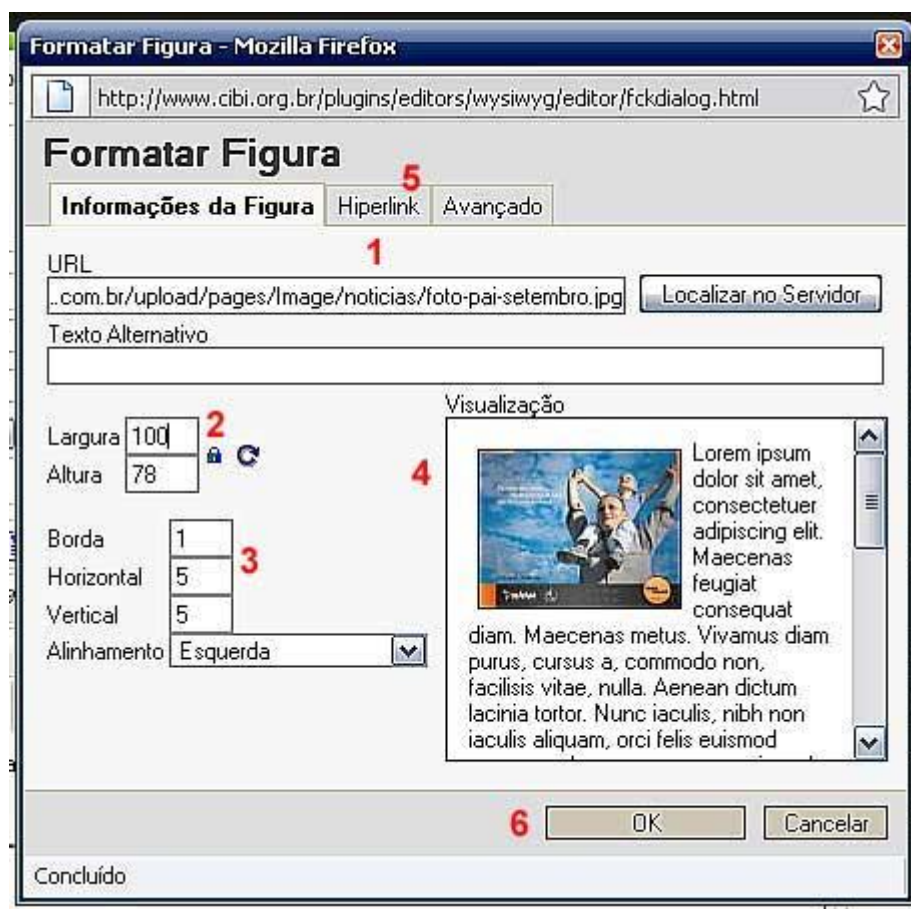 Formatar Figura - Mozilla Firefox
http://www.cibi.org.br/plugins/editors/wysiwyg/editor/fckdialog.html
Formatar Figura
5
Informações da Figura Hiperlink Avançado
1
URL
..com.br/upload/pages/Image/noticias/foto-pai-setembro.jpg Localizar no Servidor
Texto Alternativo
Visualização
Largura 100 2
Altura 78
4
Borda 1
3
Horizontal 5
Vertical 5
Alinhamento Esquerda
Lorem ipsum
dolor sit amet,
consectetuer
adipiscing elit.
Maecenas
feugiat
consequat
diam. Maecenas metus. Vivamus diam
purus, cursus a, commodo non,
facilisis vitae, nulla. Aenean dictum
lacinia tortor. Nunc iaculis, nibh non
iaculis aliquam, orci felis euismod
6 OK Cancelar
Concluído